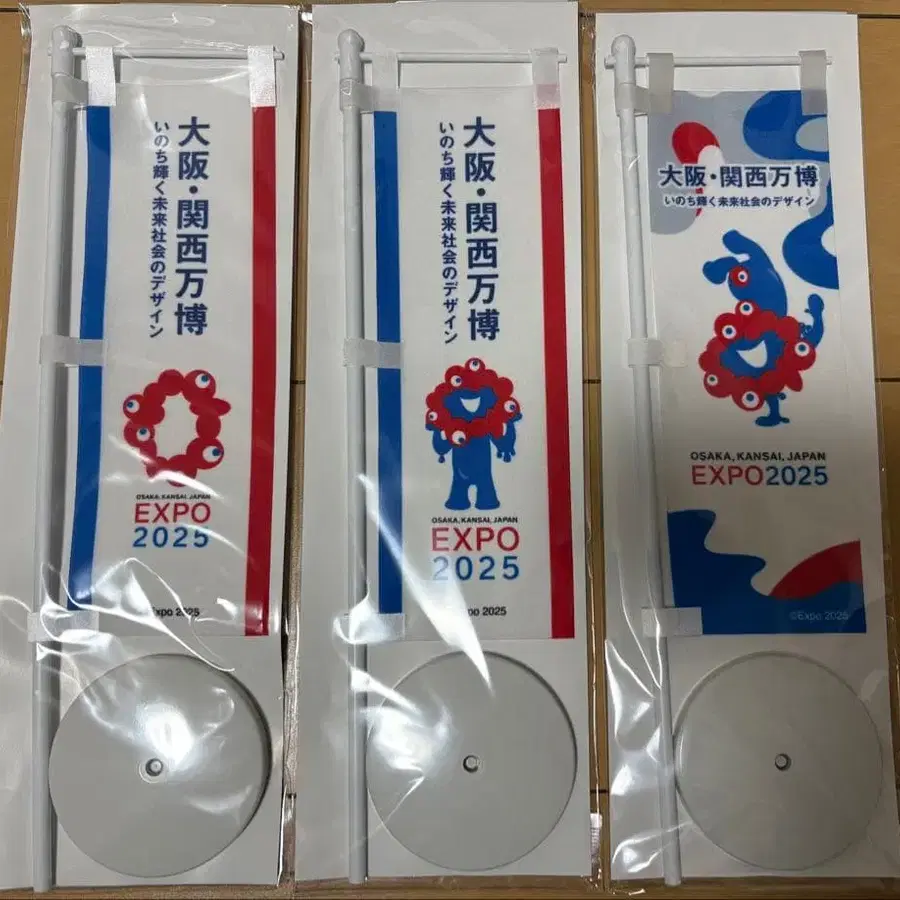 大阪・関西万博
いのち輝く未来社会のデザイン
OSAKA, KANSAI, JAPAN
EXPO
2025
Expo 2025
大阪・関西万博
いのち輝く未来社会のデザイン
OSAKA, KANSAI, JAPAN
EXPO
2025
po 2025
大阪・関西万博
いのち輝く未来社会のデザイン
OSAKA, KANSAI, JAPAN
EXPO2025
©Expo 2025